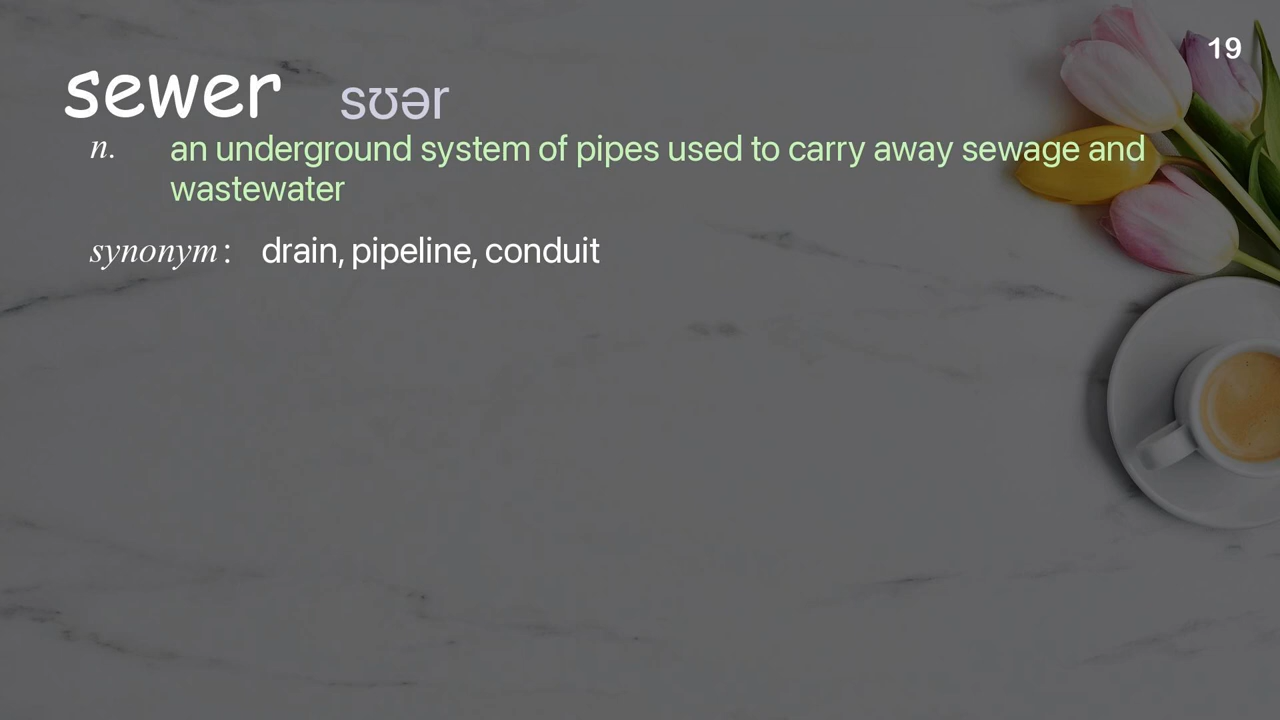 19
sewer sʊər
n. an underground system of pipes used to carry away sewage and
wastewater
synonym: drain, pipeline, conduit